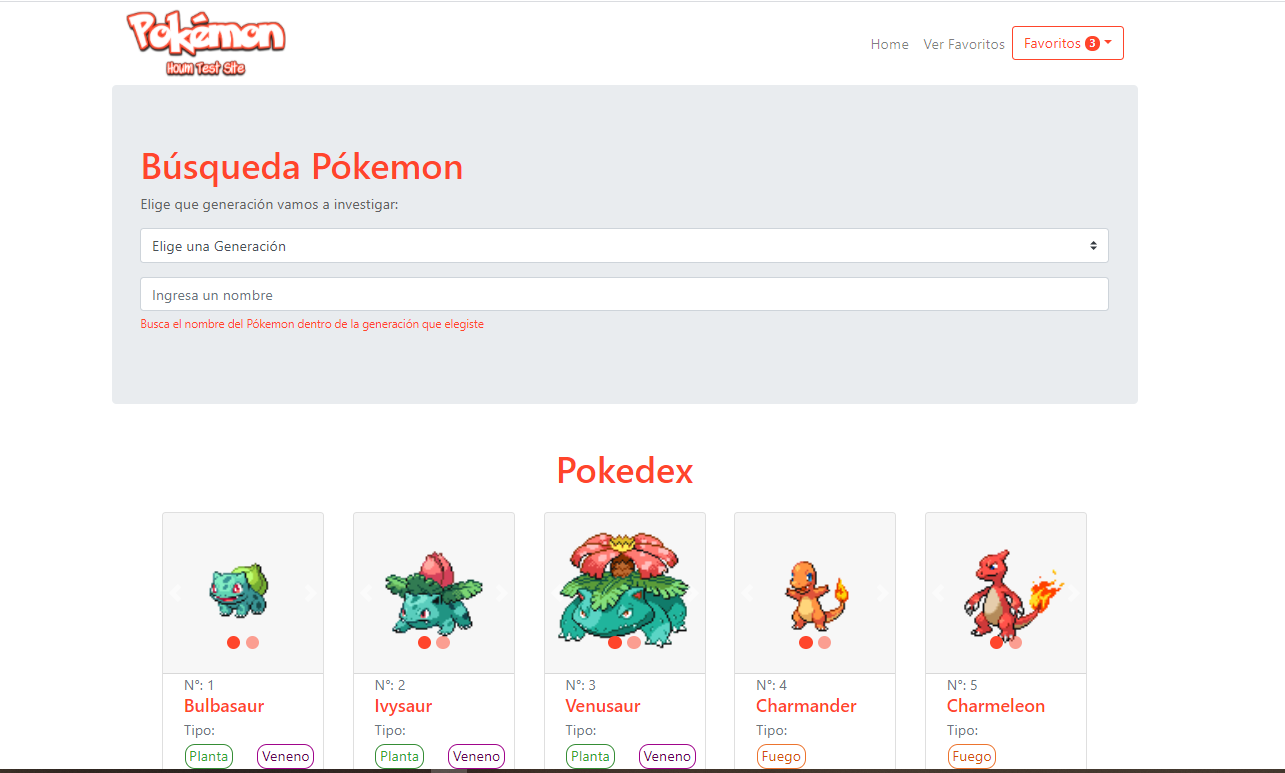 Pokémon
Houm Test Site
Home Ver Favoritos Favoritos 3
Búsqueda Pókemon
Elige que generación vamos a investigar:
Elige una Generación
Ingresa un nombre
Busca el nombre del Pókemon dentro de la generación que elegiste
Pokedex
N°: 1
Bulbasaur
Tipo:
Planta Veneno
N°: 2
Ivysaur
Tipo:
Planta Veneno
N°: 3
Venusaur
Tipo:
Planta Veneno
N°: 4
Charmander
Tipo:
Fuego
N°: 5
Charmeleon
Tipo:
Fuego